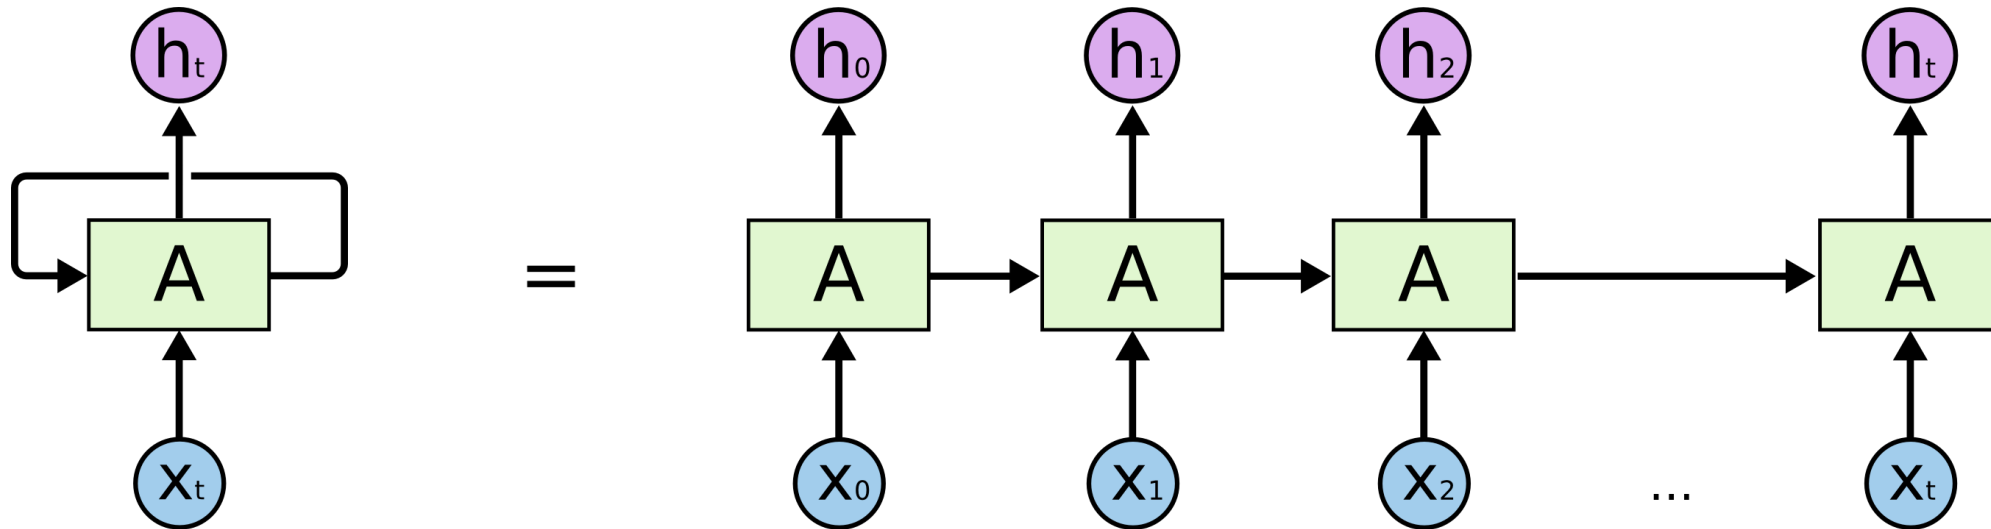 ht h0 h1 h2 ht
A = A A A A
xt x0 x1 x2 ... xt